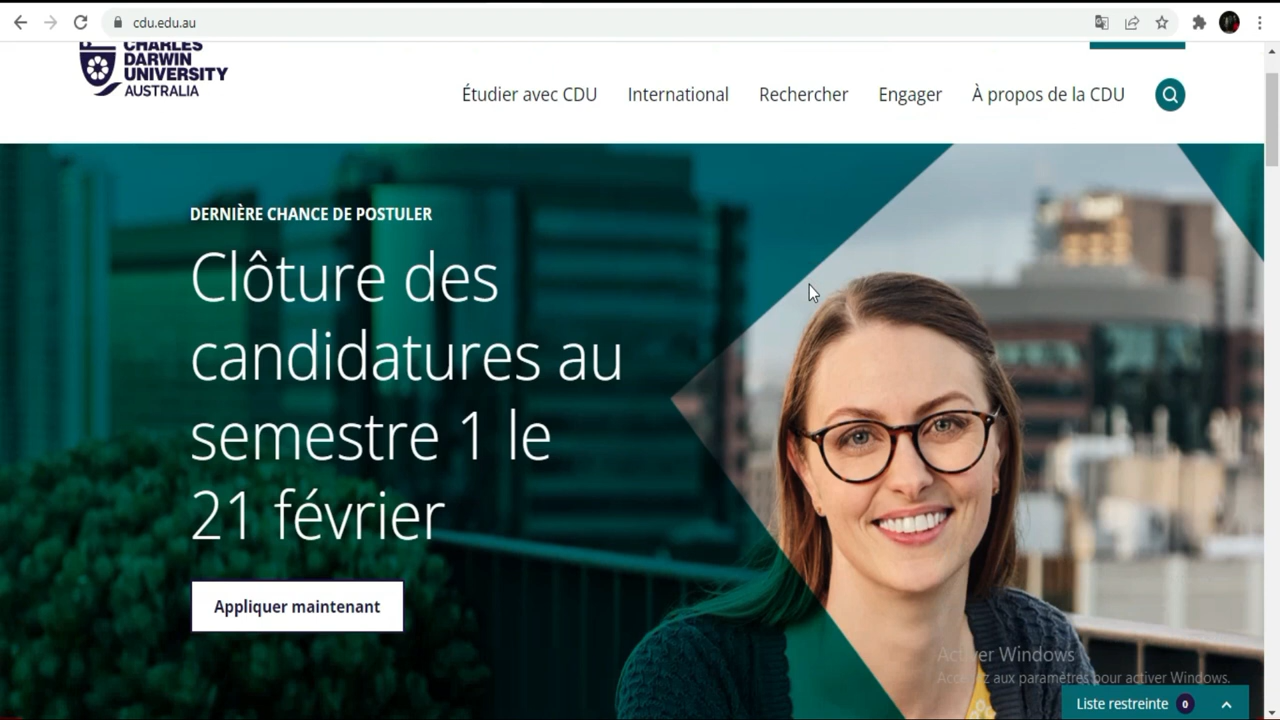 cdu.edu.au
CHARLES
DARWIN
UNIVERSITY
AUSTRALIA
Étudier avec CDU
International
Rechercher
Engager
À propos de la CDU
DERNIÈRE CHANCE DE POSTULER
Clôture des
candidatures au
semestre 1 le
21 février
Appliquer maintenant
Activer Windows
Accédez aux paramètres pour activer Windows.
Liste restreinte 0